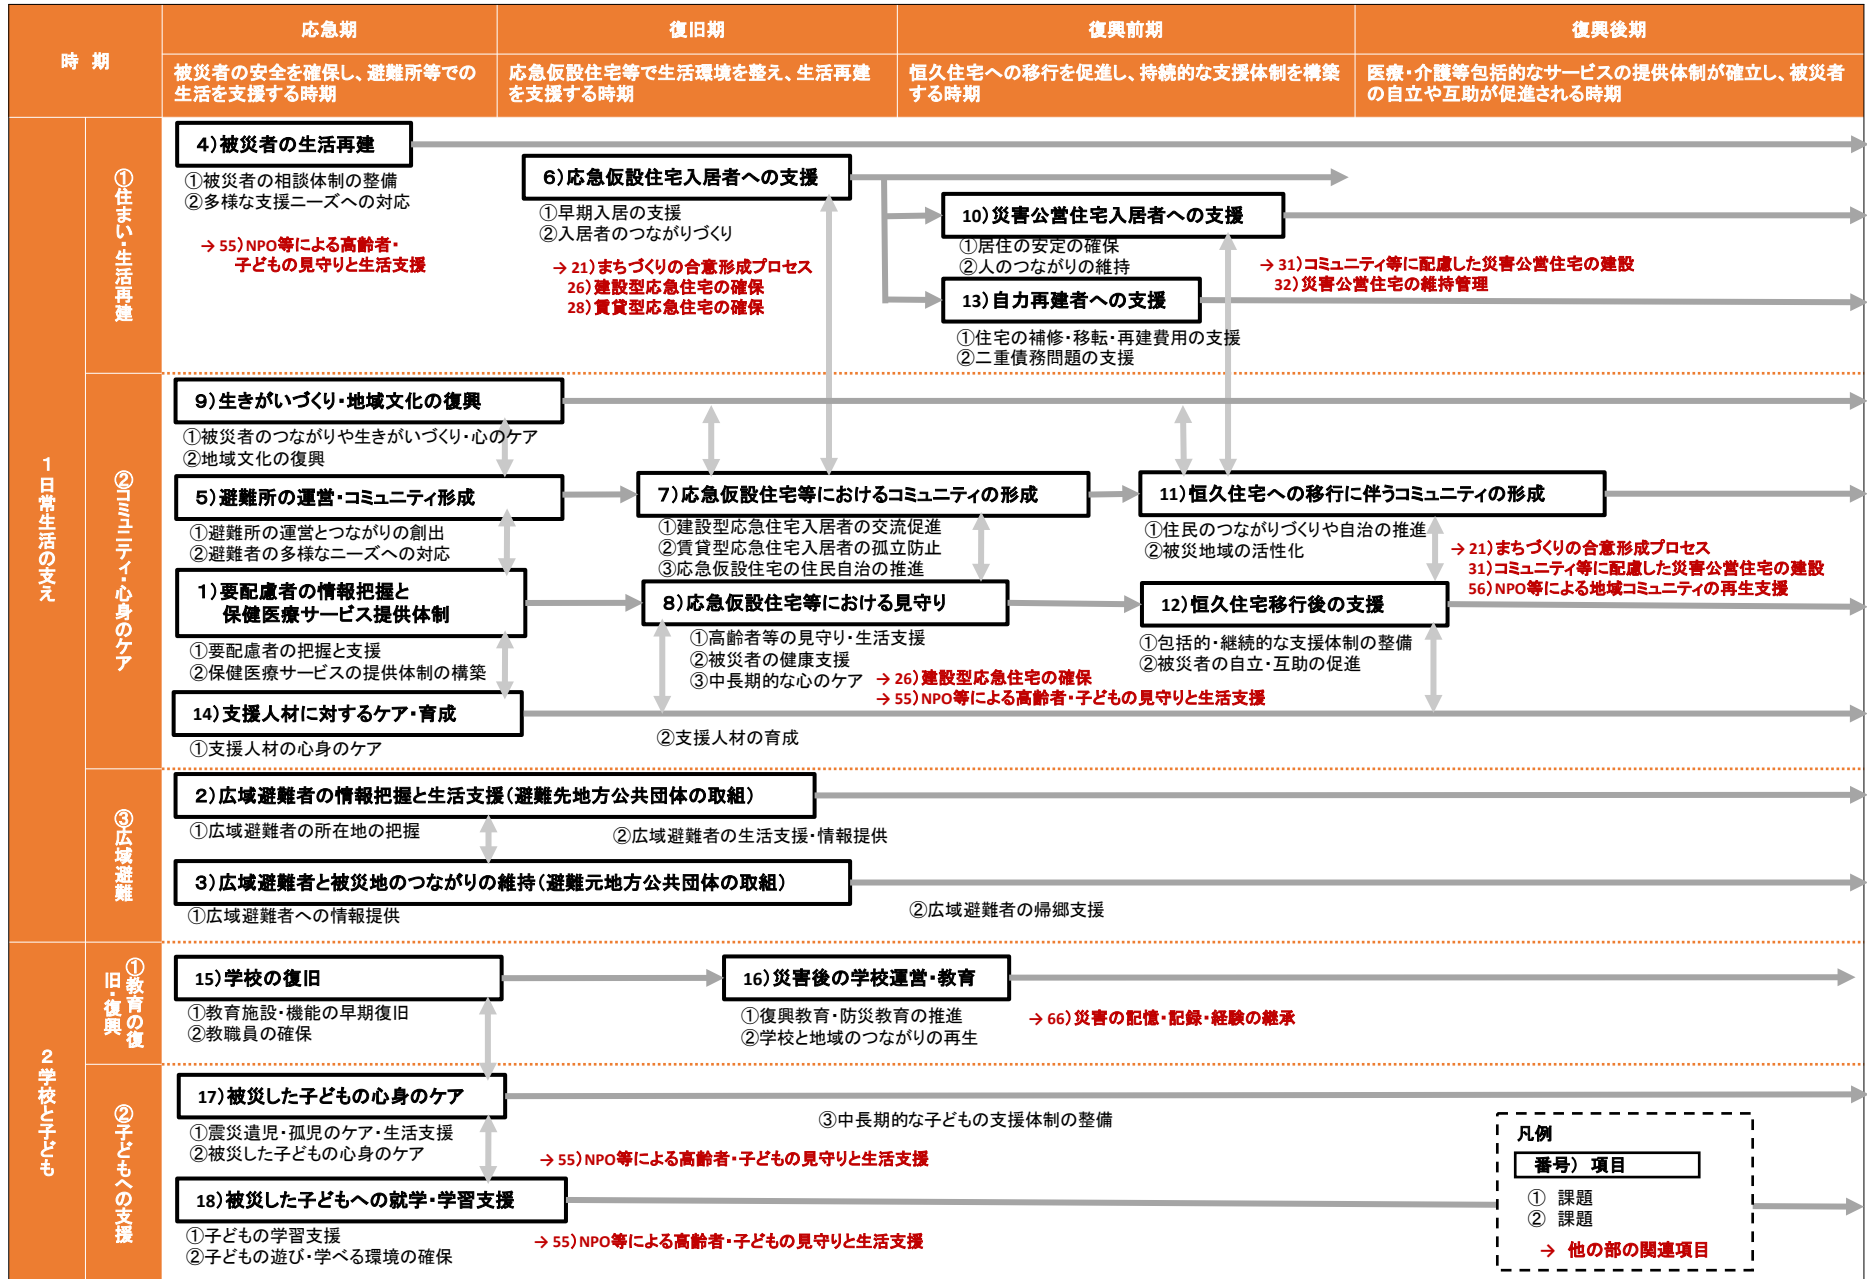 時　期
応急期
復旧期
復興前期
復興後期
被災者の安全を確保し、避難所等での
生活を支援する時期
応急仮設住宅等で生活環境を整え、生活再建
を支援する時期
恒久住宅への移行を促進し、持続的な支援体制を構築
する時期
医療・介護等包括的なサービスの提供体制が確立し、被災者
の自立や互助が促進される時期
１日常生活の支え
①住まい・生活再建
4)被災者の生活再建
①被災者の相談体制の整備
②多様な支援ニーズへの対応
→ 55)NPO等による高齢者・
子どもの見守りと生活支援
6)応急仮設住宅入居者への支援
①早期入居の支援
②入居者のつながりづくり
→ 21)まちづくりの合意形成プロセス
26)建設型応急住宅の確保
28)賃貸型応急住宅の確保
10)災害公営住宅入居者への支援
①居住の安定の確保
②人のつながりの維持
→ 31)コミュニティ等に配慮した災害公営住宅の建設
32)災害公営住宅の維持管理
13)自力再建者への支援
①住宅の補修・移転・再建費用の支援
②二重債務問題の支援
②コミュニティ・心身のケア
9)生きがいづくり・地域文化の復興
①被災者のつながりや生きがいづくり・心のケア
②地域文化の復興
5)避難所の運営・コミュニティ形成
①避難所の運営とつながりの創出
②避難者の多様なニーズへの対応
7)応急仮設住宅等におけるコミュニティの形成
①建設型応急住宅入居者の交流促進
②賃貸型応急住宅入居者の孤立防止
③応急仮設住宅の住民自治の推進
11)恒久住宅への移行に伴うコミュニティの形成
①住民のつながりづくりや自治の推進
②被災地域の活性化
→ 21)まちづくりの合意形成プロセス
31)コミュニティ等に配慮した災害公営住宅の建設
56)NPO等による地域コミュニティの再生支援
1)要配慮者の情報把握と
保健医療サービス提供体制
①要配慮者の把握と支援
②保健医療サービスの提供体制の構築
8)応急仮設住宅等における見守り
①高齢者等の見守り・生活支援
②被災者の健康支援
③中長期的な心のケア
→ 26)建設型応急住宅の確保
→ 55)NPO等による高齢者・子どもの見守りと生活支援
12)恒久住宅移行後の支援
①包括的・継続的な支援体制の整備
②被災者の自立・互助の促進
14)支援人材に対するケア・育成
①支援人材の心身のケア
②支援人材の育成
③広域避難
2)広域避難者の情報把握と生活支援(避難先地方公共団体の取組)
①広域避難者の所在地の把握
②広域避難者の生活支援・情報提供
3)広域避難者と被災地のつながりの維持(避難元地方公共団体の取組)
①広域避難者への情報提供
②広域避難者の帰郷支援
２学校と子ども
①教育の復
旧・復興
15)学校の復旧
①教育施設・機能の早期復旧
②教職員の確保
16)災害後の学校運営・教育
①復興教育・防災教育の推進
②学校と地域のつながりの再生
→ 66)災害の記憶・記録・経験の継承
②子どもへの支援
17)被災した子どもの心身のケア
①震災遺児・孤児のケア・生活支援
②被災した子どもの心身のケア
③中長期的な子どもの支援体制の整備
→ 55)NPO等による高齢者・子どもの見守りと生活支援
18)被災した子どもへの就学・学習支援
①子どもの学習支援
②子どもの遊び・学べる環境の確保
→ 55)NPO等による高齢者・子どもの見守りと生活支援
凡例
番号) 項目
① 課題
② 課題
→ 他の部の関連項目